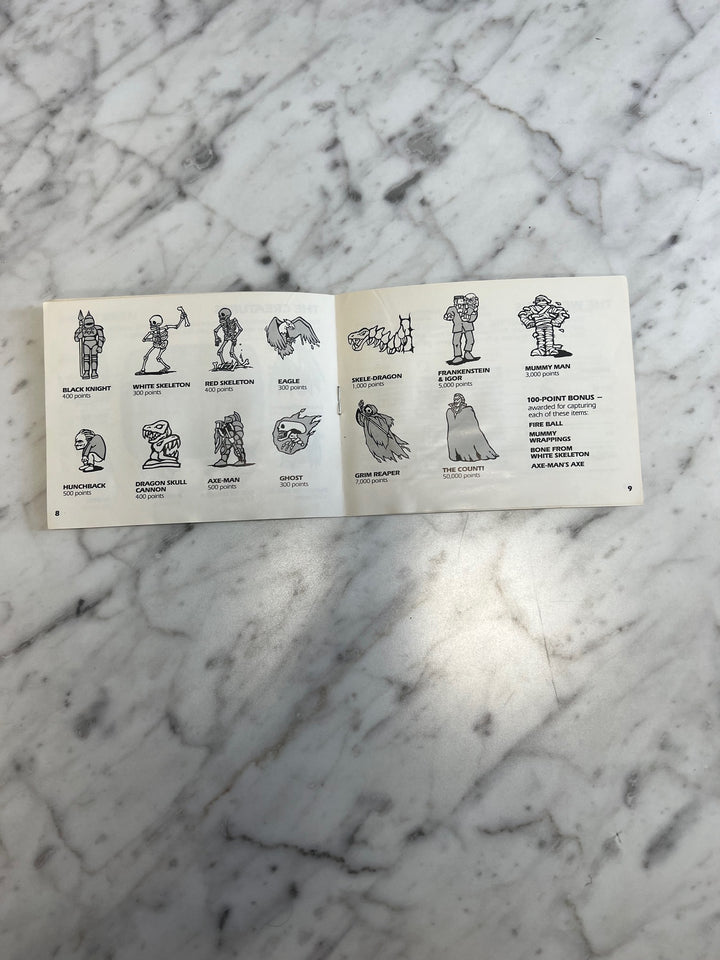 BLACK KNIGHT
400 points
WHITE SKELETON
300 points
RED SKELETON
400 points
EAGLE
300 points
HUNCHBACK
500 points
DRAGON SKULL
CANNON
400 points
AXE-MAN
500 points
GHOST
300 points
8
SKELE-DRAGON
1,000 points
FRANKENSTEIN
& IGOR
5,000 points
MUMMY MAN
3,000 points
GRIM REAPER
7,000 points
THE COUNT!
50,000 points
100-POINT BONUS —
awarded for capturing
each of these items:
FIRE BALL
MUMMY
WRAPPINGS
BONE FROM
WHITE SKELETON
AXE-MAN'S AXE
9